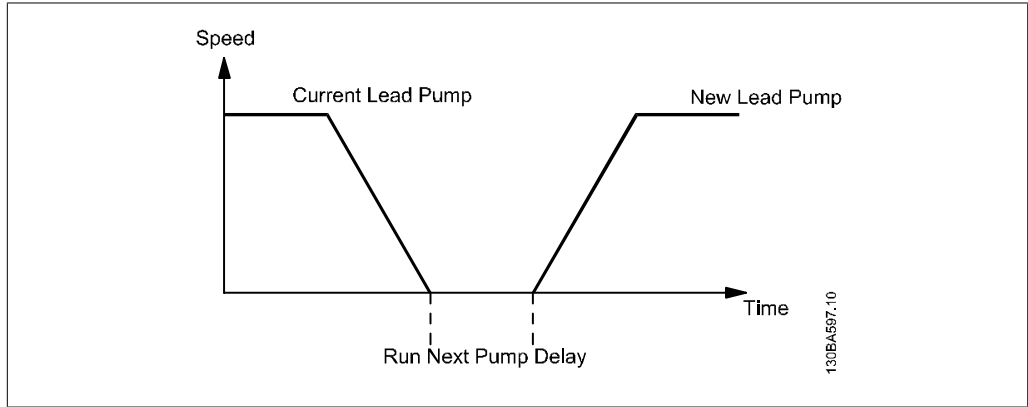 Speed
Current Lead Pump
New Lead Pump
Time
Run Next Pump Delay
130BA597.10